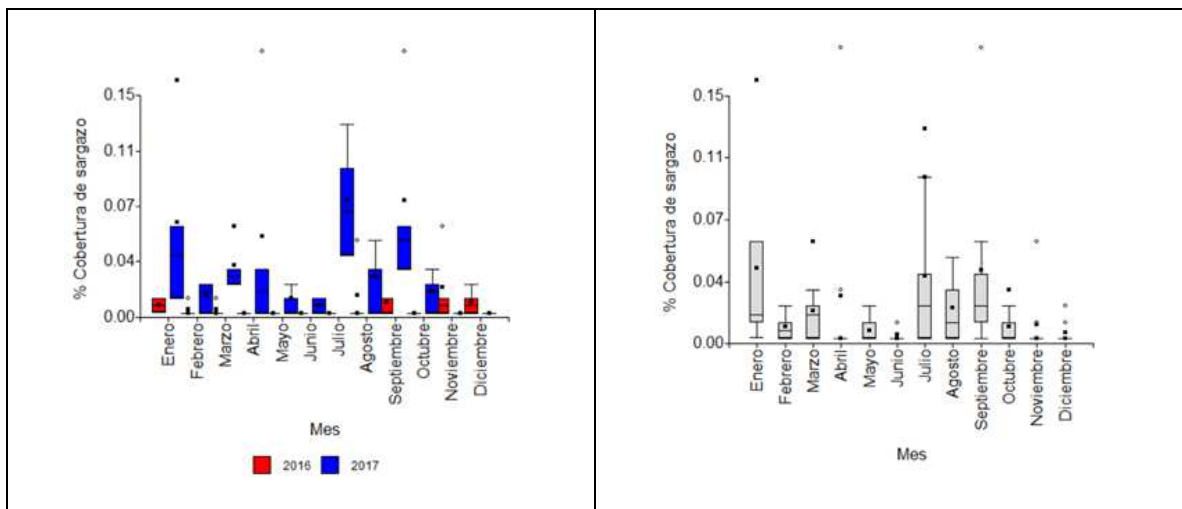 % Cobertura de sargazo
0.15
0.11
0.07
0.04
0.00
Enero
Febrero
Marzo
Abril
Mayo
Junio
Julio
Agosto
Septiembre
Octubre
Noviembre
Diciembre
Mes
2016
2017
% Cobertura de sargazo
0.15
0.11
0.07
0.04
0.00
Enero
Febrero
Marzo
Abril
Mayo
Junio
Julio
Agosto
Septiembre
Octubre
Noviembre
Diciembre
Mes